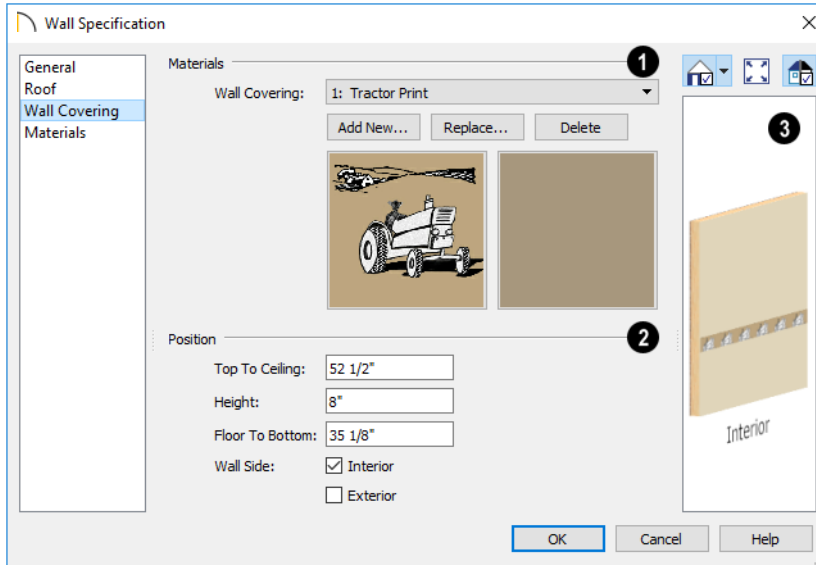 Wall Specification
General
Roof
Wall Covering
Materials
Materials
1
Wall Covering:
1: Tractor Print
Add New...
Replace...
Delete
Position
2
Top To Ceiling:
52 1/2"
Height:
8"
Floor To Bottom:
35 1/8"
Wall Side:
Interior
Exterior
3
Interior
OK
Cancel
Help